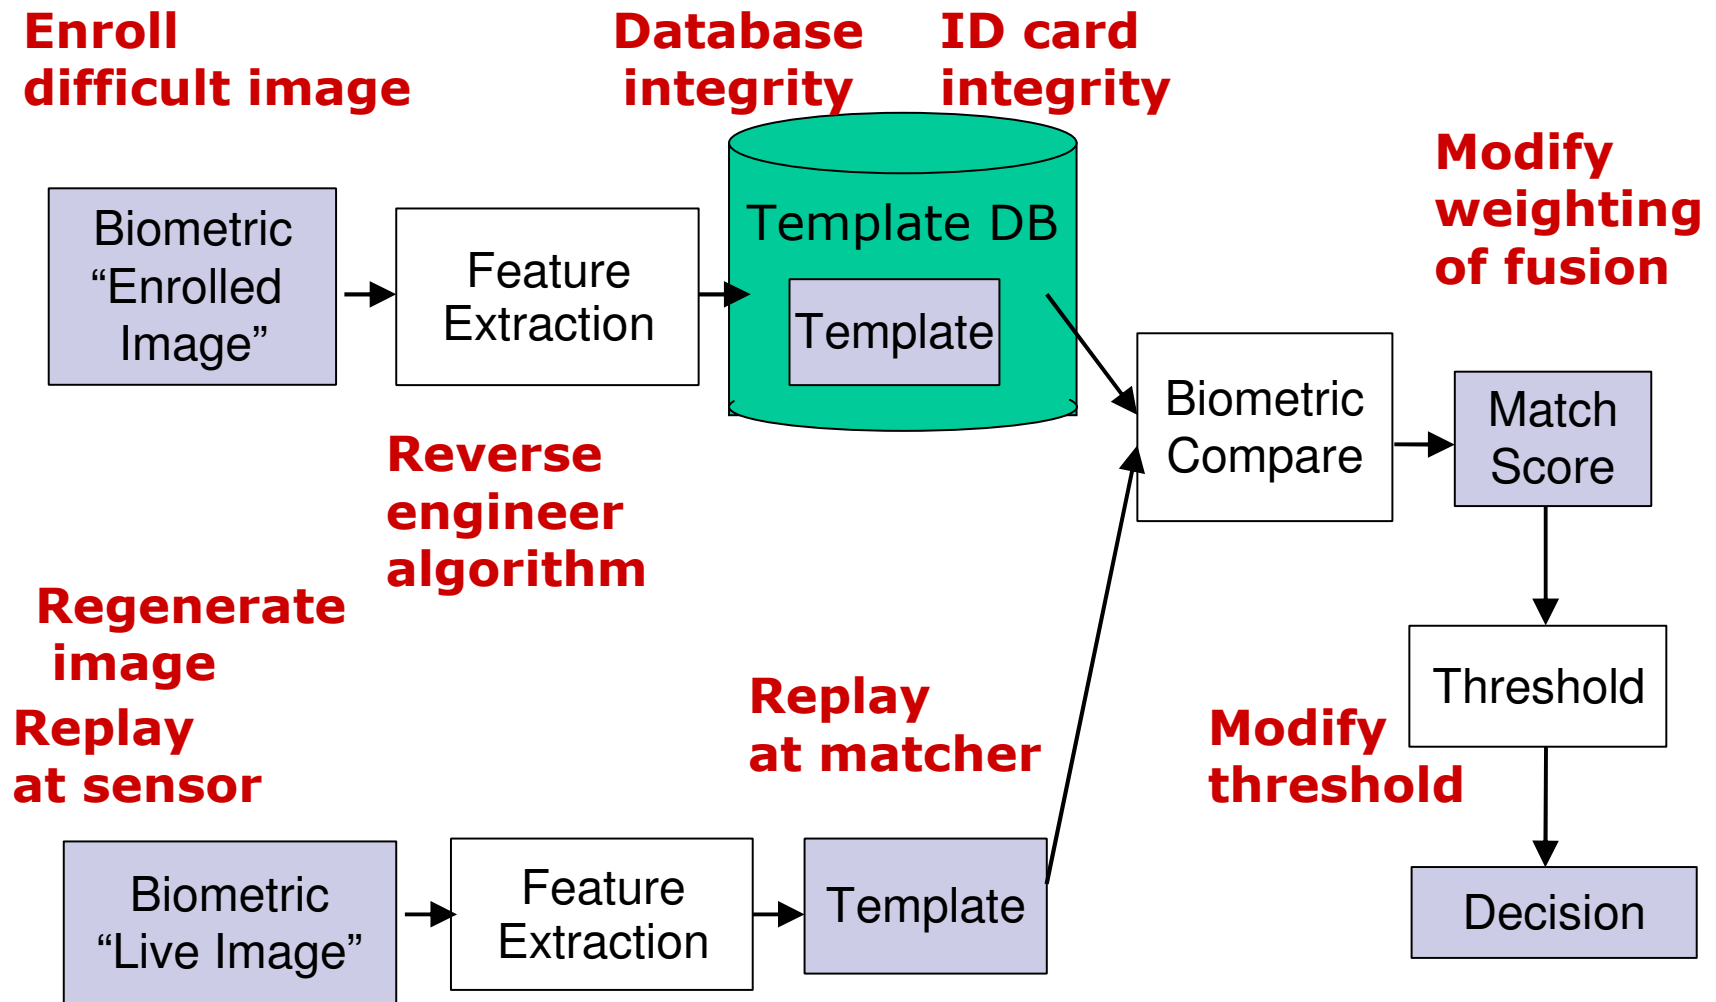 Enroll
difficult image
Database
integrity
ID card
integrity
Modify
weighting
of fusion
Biometric
“Enrolled
Image”
Feature
Extraction
Template DB
Template
Biometric
Compare
Match
Score
Reverse
engineer
algorithm
Regenerate
image
Replay
at sensor
Replay
at matcher
Modify
threshold
Threshold
Biometric
“Live Image”
Feature
Extraction
Template
Decision